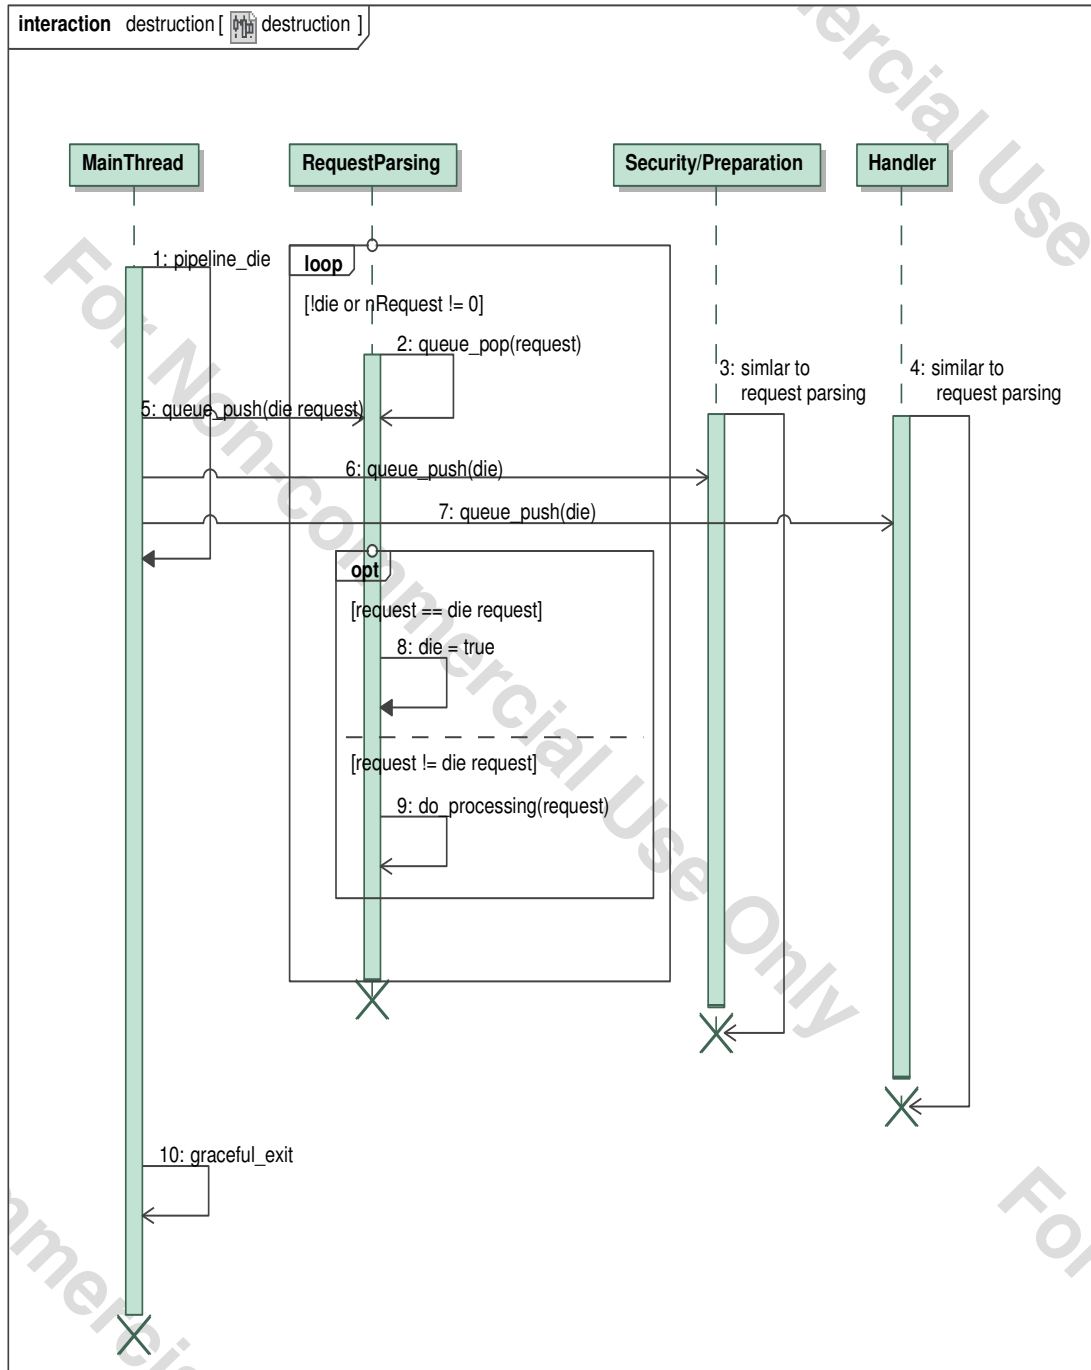 interaction destruction [ destruction ]
MainThread
RequestParsing
Security/Preparation
Handler
1: pipeline_die
loop
[!die or nRequest != 0]
2: queue_pop(request)
3: simlar to
request parsing
4: similar to
request parsing
5: queue_push(die request)
6: queue_push(die)
7: queue_push(die)
opt
[request == die request]
8: die = true
[request != die request]
9: do_processing(request)
10: graceful_exit
For Non-commercial Use Only
mercial Use
mmercia
For